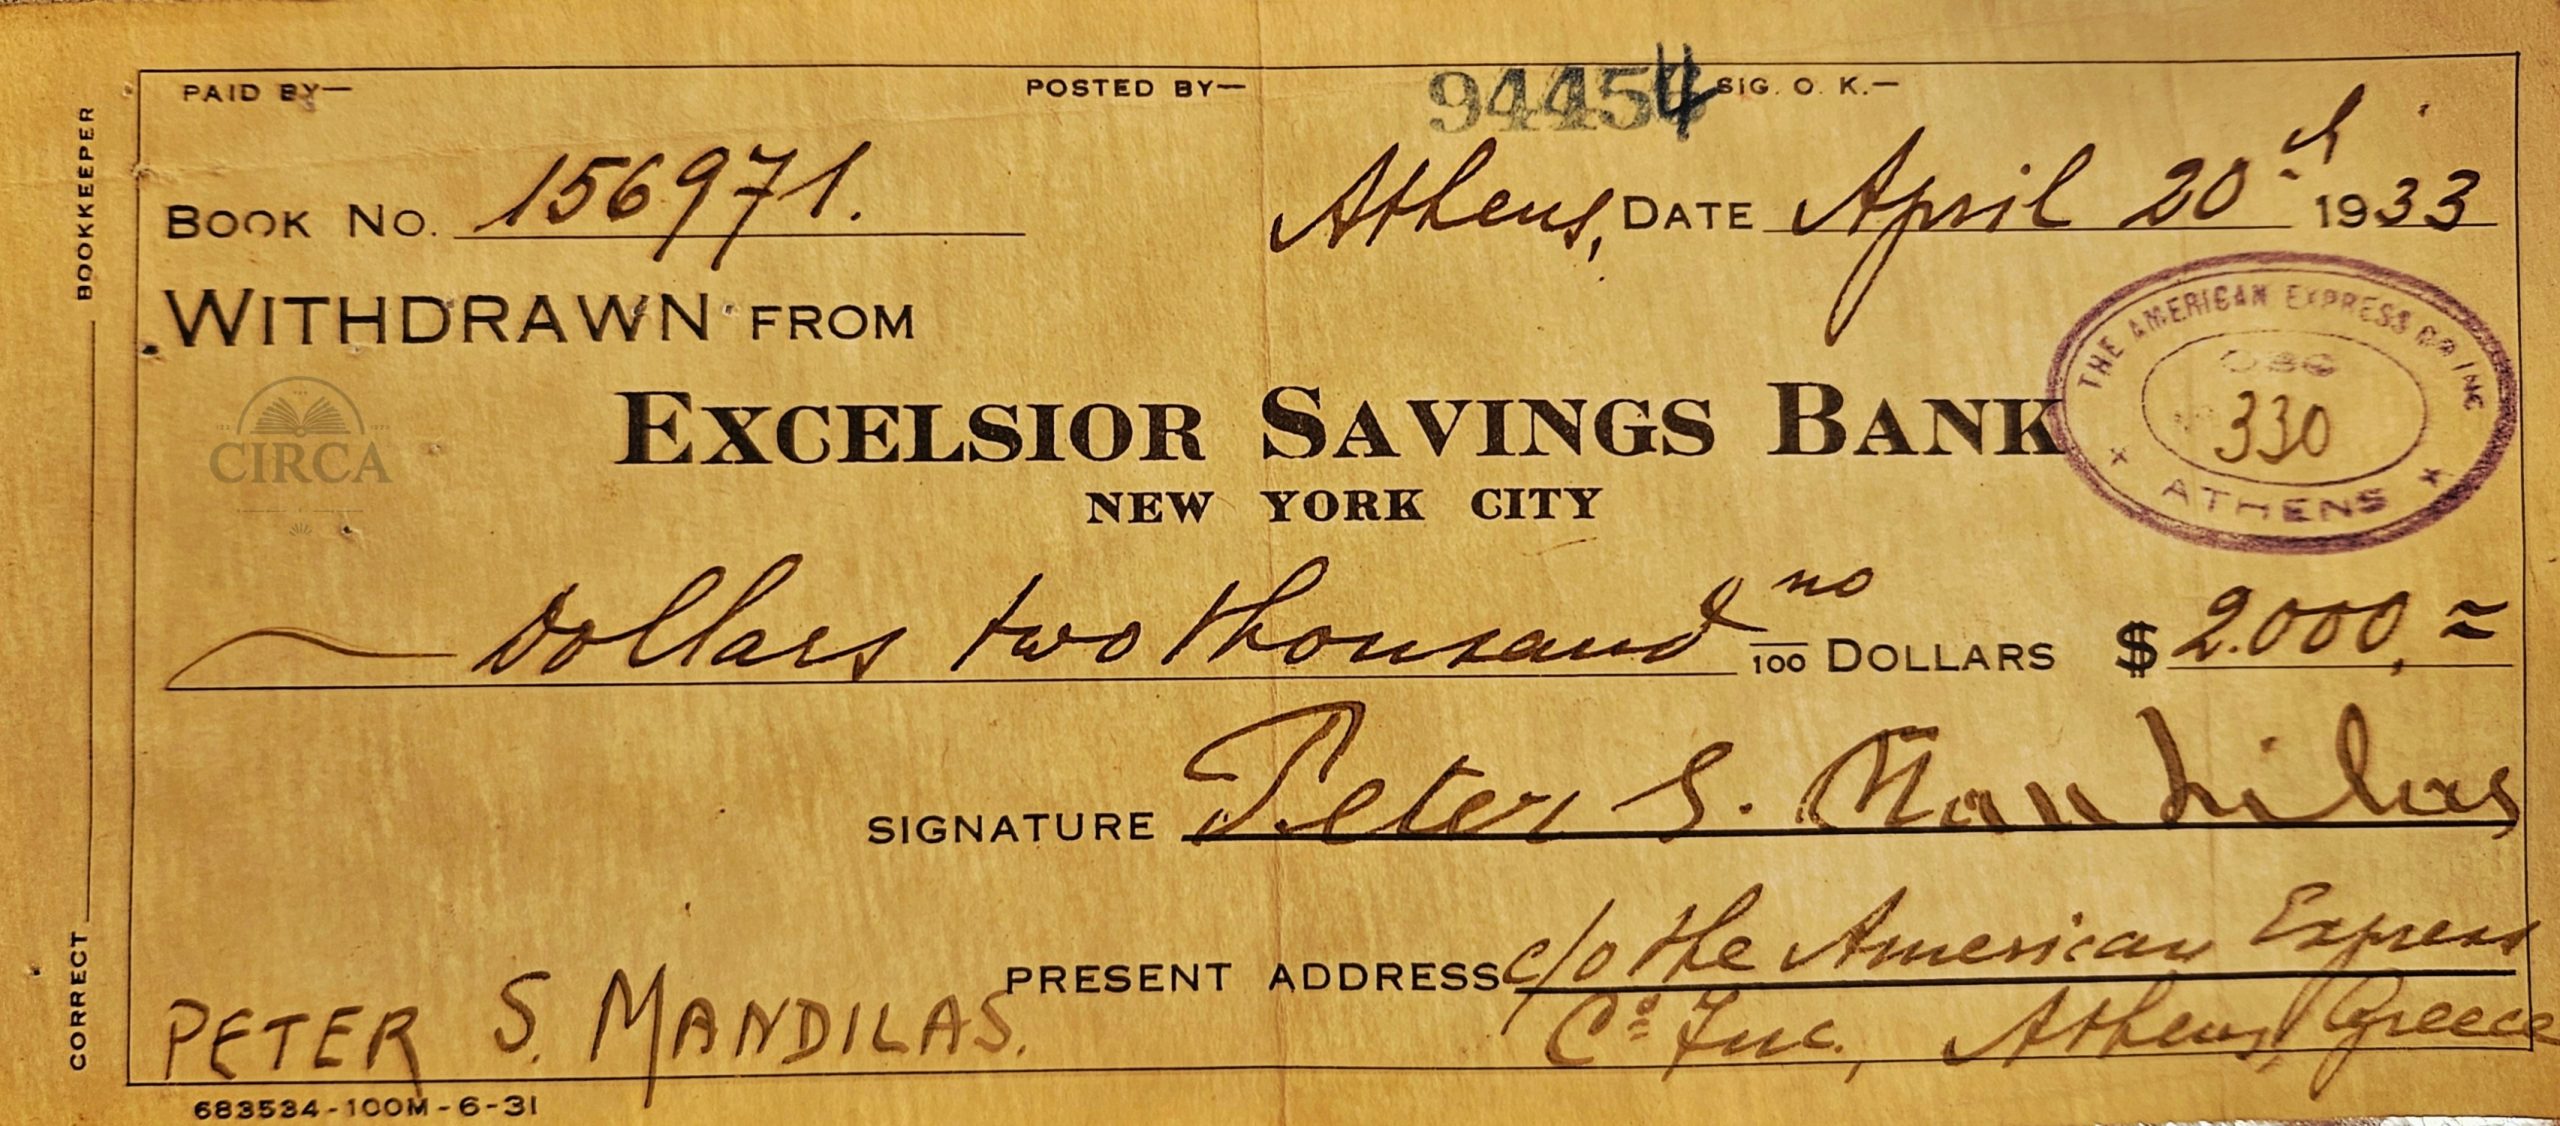 PAID BY— POSTED BY— 94454 SIG. O. K.—
BOOK NO. 156971. Athens, DATE April 20th 1933
WITHDRAWN FROM
EXCELSIOR SAVINGS BANK
NEW YORK CITY
THE AMERICAN EXPRESS CO INC
330
ATHENS
CIRCA
Dollars two thousand & no/100 DOLLARS $2.000,=
SIGNATURE Peter S. Mandilas
PRESENT ADDRESS c/o the American Express
Co Inc., Athens, Greece
PETER S. MANDILAS.
683534-100M-6-31
CORRECT BOOKKEEPER